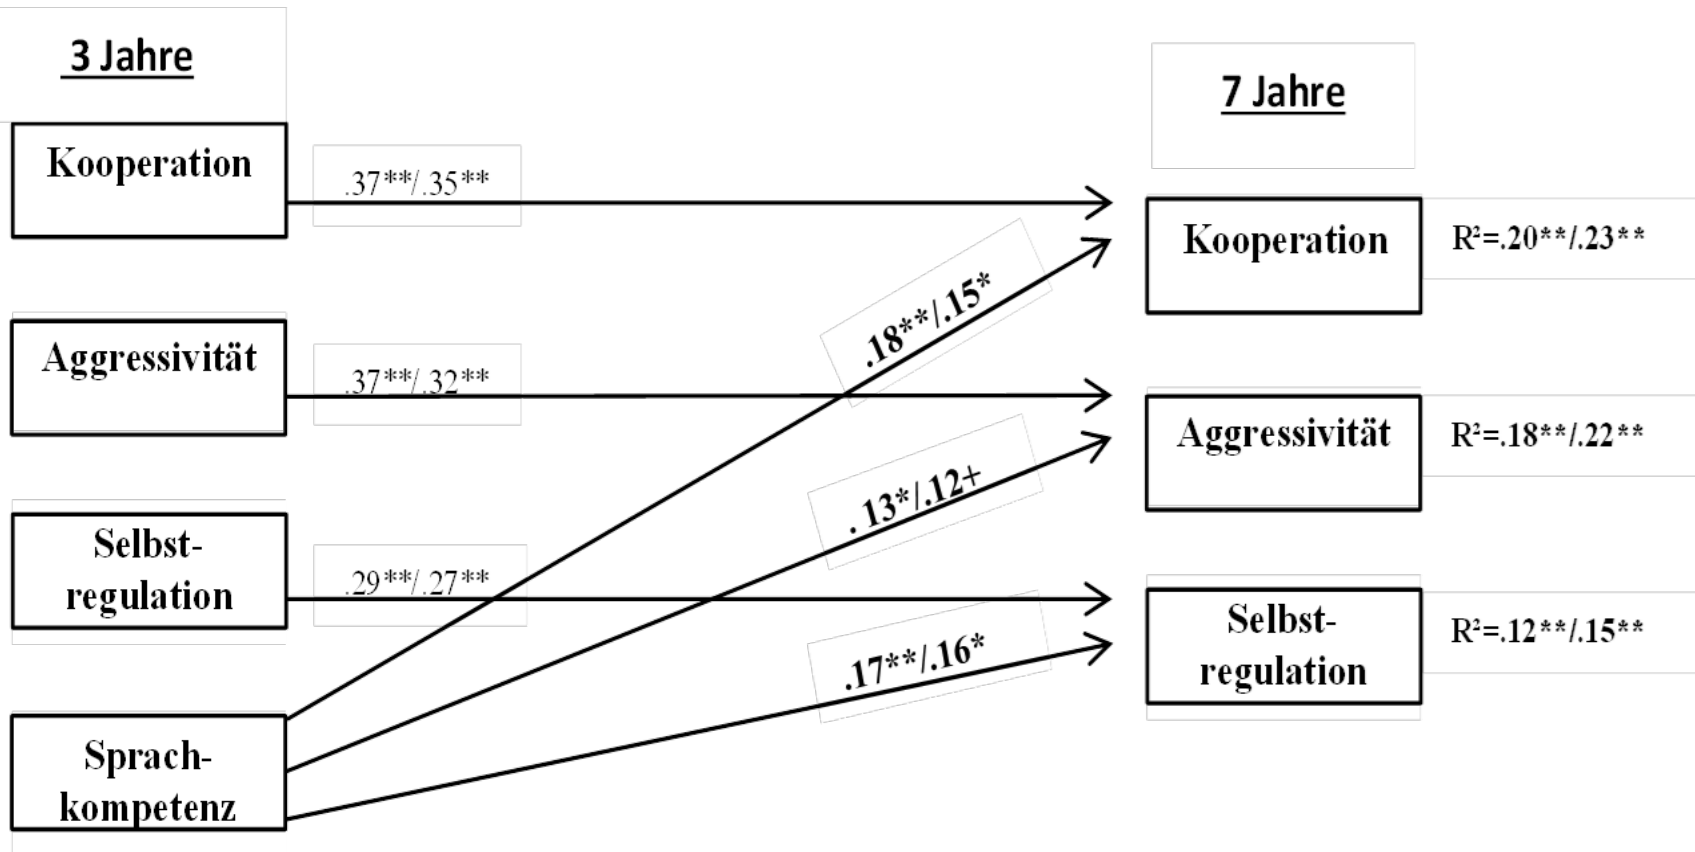 3 Jahre
7 Jahre
Kooperation
.37**/.35**
Kooperation
R²=.20**/.23**
.18**/.15*
Aggressivität
.37**/.32**
Aggressivität
R²=.18**/.22**
. 13*/.12+
Selbst-
regulation
.29**/.27**
Selbst-
regulation
R²=.12**/.15**
.17**/.16*
Sprach-
kompetenz